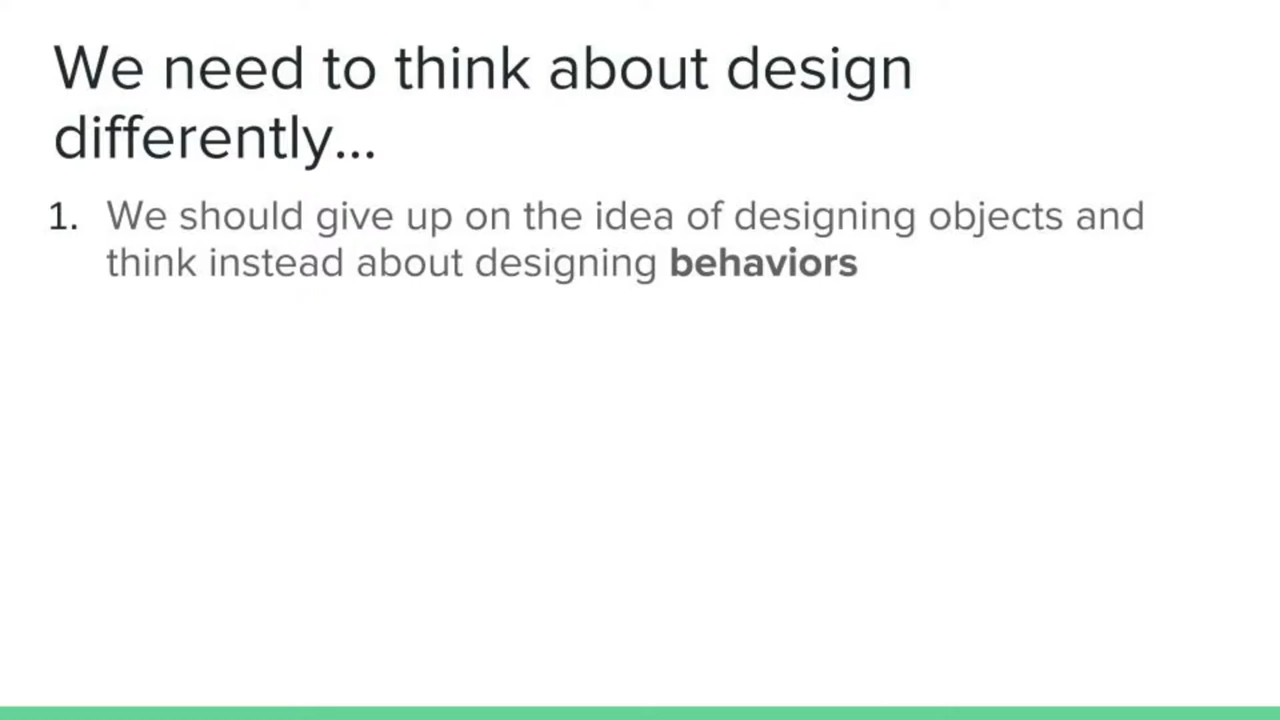 We need to think about design
differently...
1. We should give up on the idea of designing objects and
think instead about designing behaviors